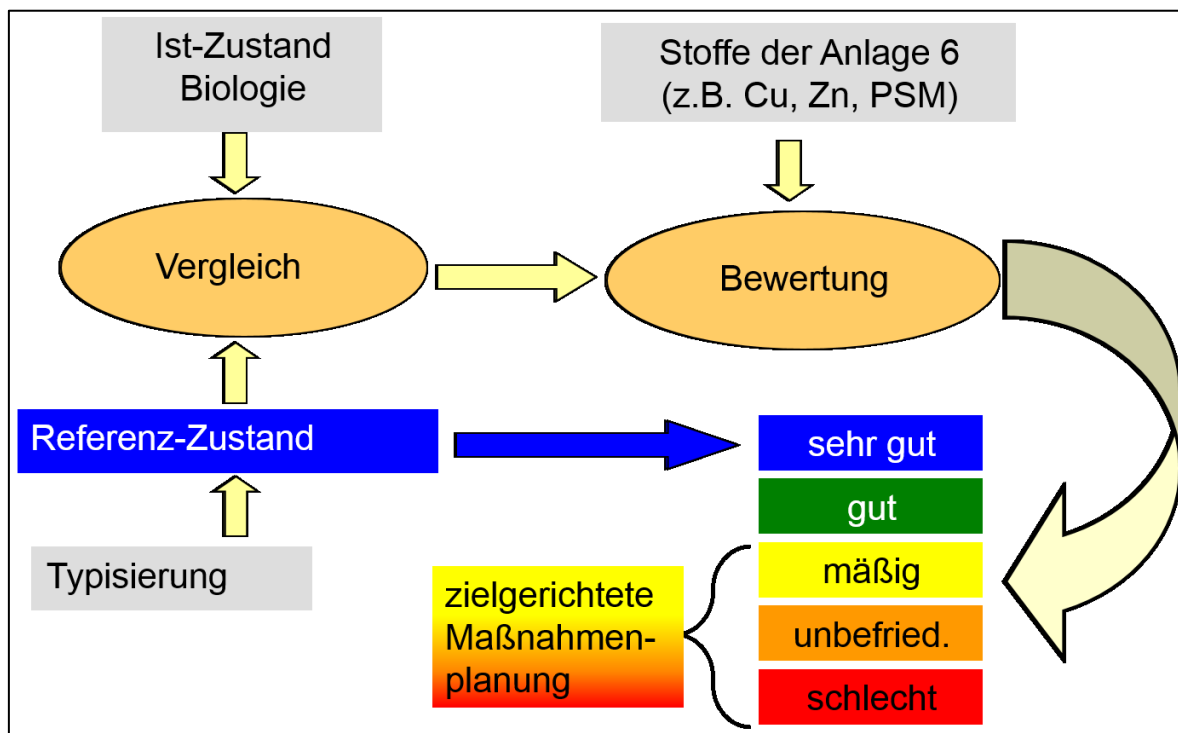 Ist-Zustand
Biologie
Stoffe der Anlage 6
(z.B. Cu, Zn, PSM)
Vergleich
Bewertung
Referenz-Zustand
sehr gut
gut
Typisierung
mäßig
zielgerichtete
Maßnahmen-
planung
unbefried.
schlecht